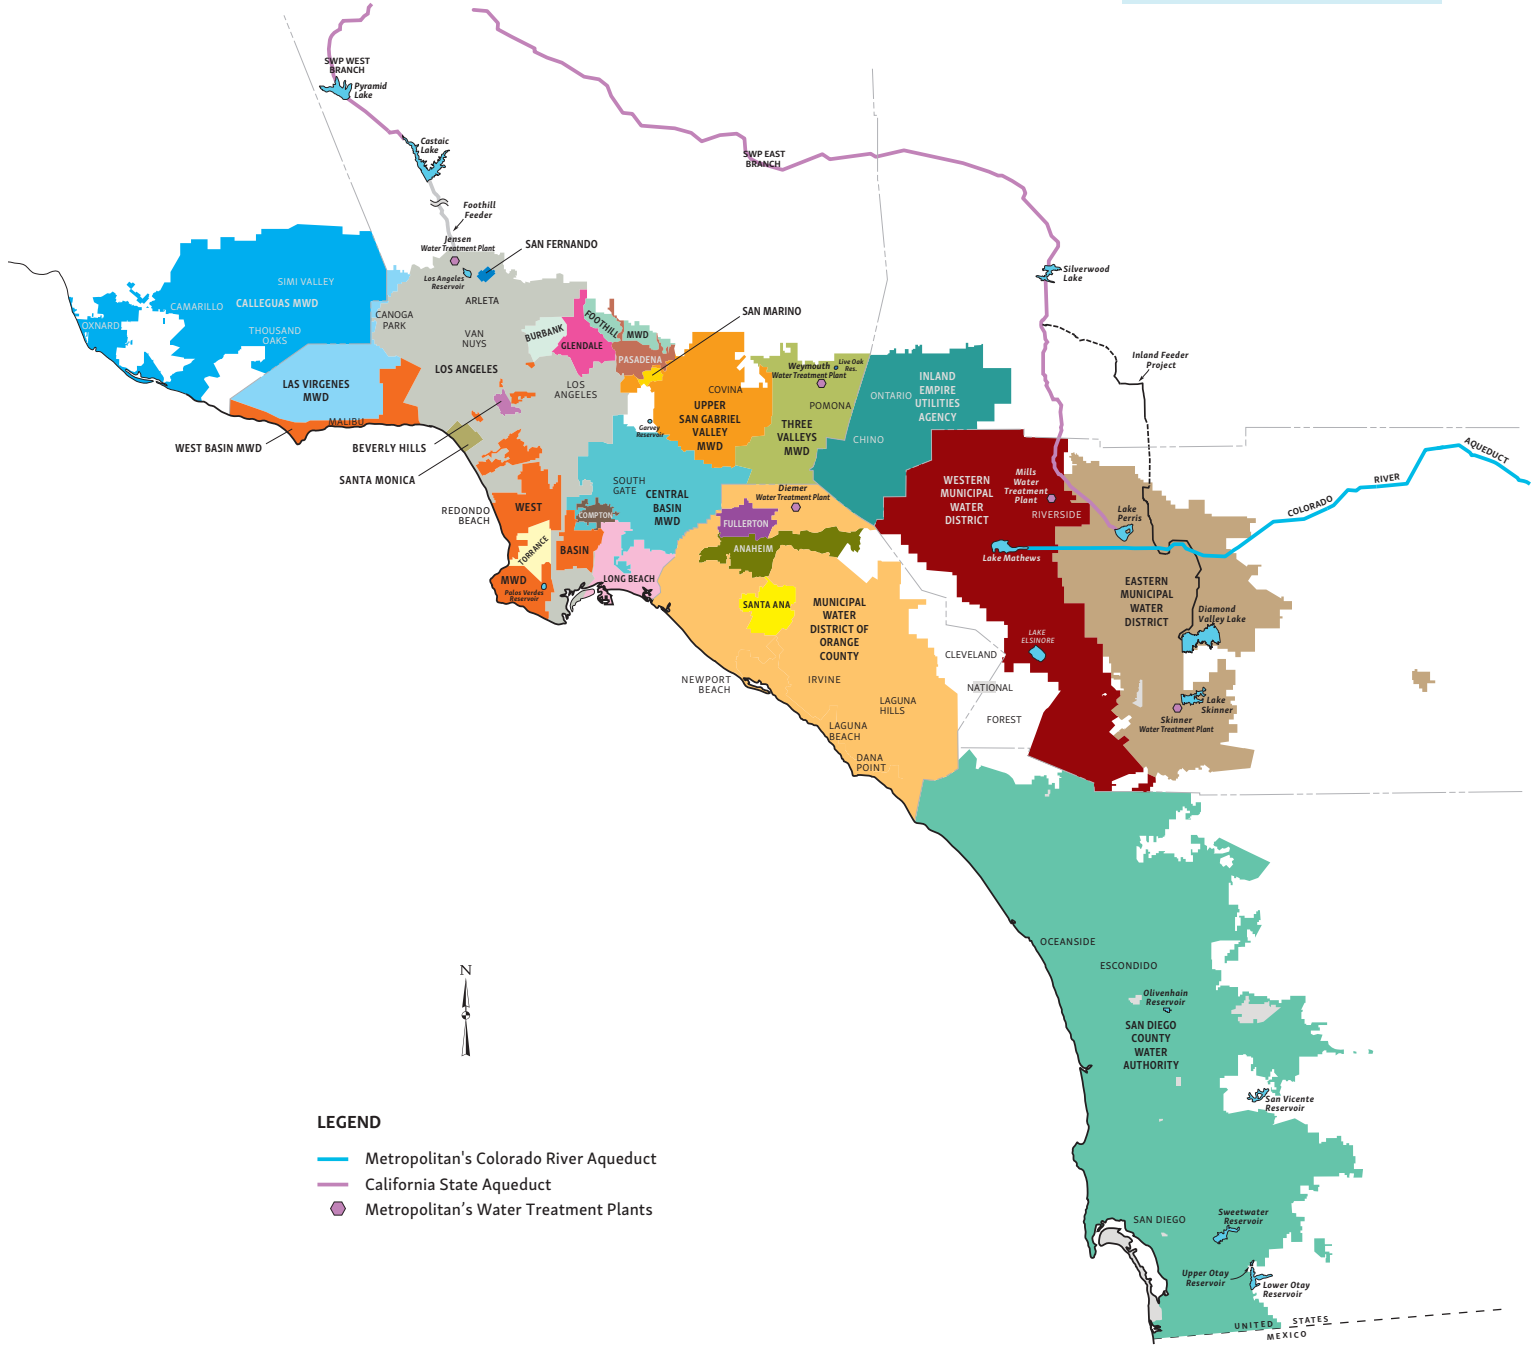 SWP WEST
BRANCH
Pyramid
Lake
Castaic
Lake
SWP EAST
BRANCH
Foothill
Feeder
Jensen
Water Treatment Plant
SAN FERNANDO
Los Angeles
Reservoir
Silverwood
Lake
SIMI VALLEY
CAMARILLO
CALLEGUAS MWD
OXNARD
THOUSAND
OAKS
ARLETA
CANOGA
PARK
VAN
NUYS
BURBANK
FOOTHILL
MWD
SAN MARINO
GLENDALE
PASADENA
LOS ANGELES
LAS VIRGENES
MWD
LOS
ANGELES
MALIBU
WEST BASIN MWD
BEVERLY HILLS
SANTA MONICA
COVINA
UPPER
SAN GABRIEL
VALLEY
MWD
Garvey
Reservoir
Weymouth
Water Treatment Plant
Live Oak
Res.
POMONA
THREE
VALLEYS
MWD
INLAND
EMPIRE
UTILITIES
AGENCY
ONTARIO
CHINO
Inland Feeder
Project
COLORADO
RIVER
AQUEDUCT
REDONDO
BEACH
WEST
BASIN
MWD
TORRANCE
Palos Verdes
Reservoir
SOUTH
GATE
CENTRAL
BASIN
MWD
COMPTON
LONG BEACH
Diemer
Water Treatment Plant
FULLERTON
ANAHEIM
SANTA ANA
MUNICIPAL
WATER
DISTRICT OF
ORANGE
COUNTY
WESTERN
MUNICIPAL
WATER
DISTRICT
Mills
Water
Treatment
Plant
RIVERSIDE
Lake
Perris
Lake Mathews
EASTERN
MUNICIPAL
WATER
DISTRICT
Diamond
Valley Lake
LAKE
ELSINORE
CLEVELAND
NATIONAL
FOREST
Lake
Skinner
Skinner
Water Treatment Plant
NEWPORT
BEACH
IRVINE
LAGUNA
HILLS
LAGUNA
BEACH
DANA
POINT
OCEANSIDE
ESCONDIDO
Olivenhain
Reservoir
SAN DIEGO
COUNTY
WATER
AUTHORITY
San Vicente
Reservoir
N
LEGEND
Metropolitan's Colorado River Aqueduct
California State Aqueduct
Metropolitan’s Water Treatment Plants
SAN DIEGO
Sweetwater
Reservoir
Upper Otay
Reservoir
Lower Otay
Reservoir
UNITED STATES
MEXICO